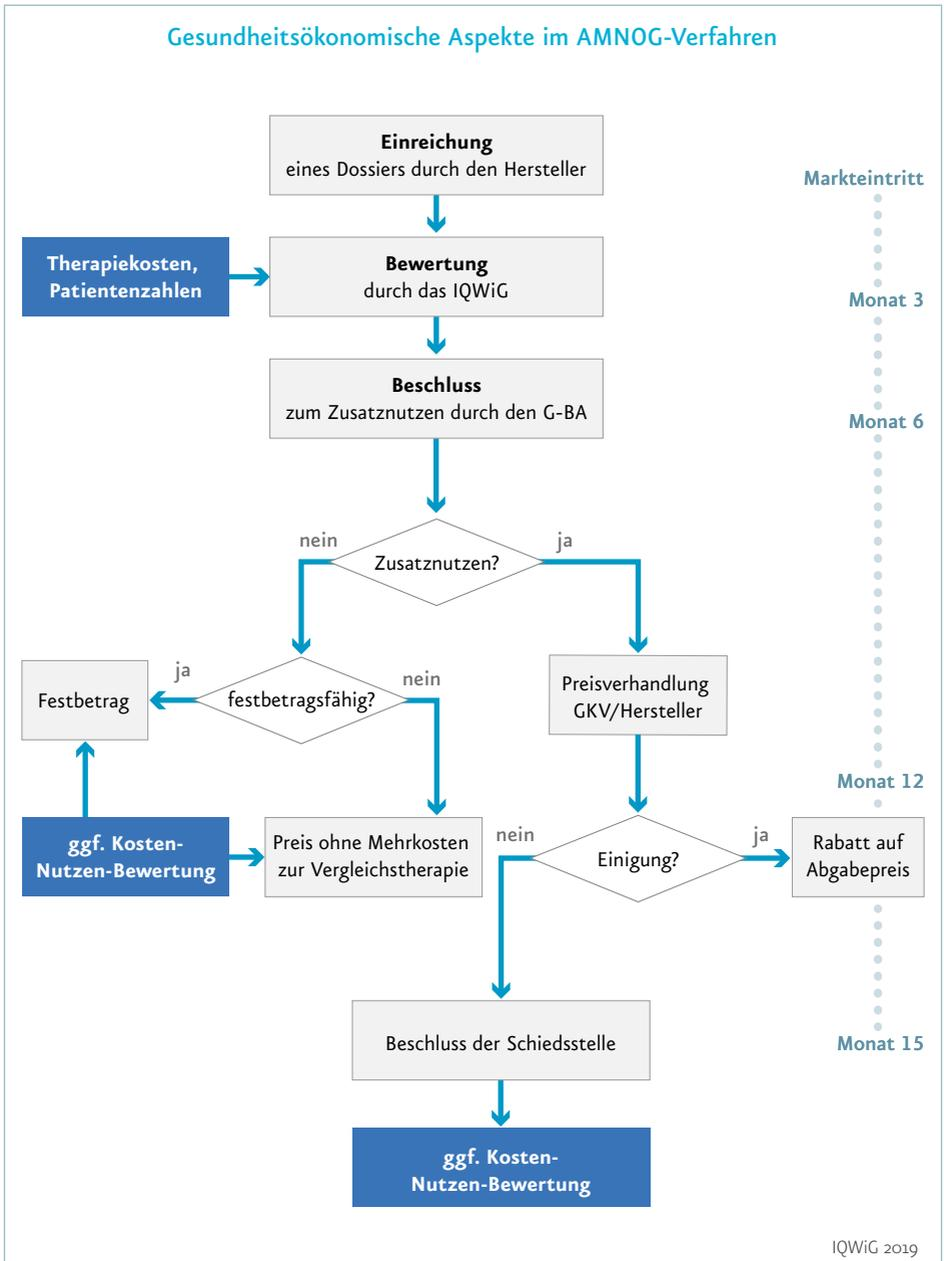 Gesundheitsökonomische Aspekte im AMNOG-Verfahren
Einreichung
eines Dossiers durch den Hersteller
Markteintritt
Therapiekosten,
Patientenzahlen
Bewertung
durch das IQWiG
Monat 3
Beschluss
zum Zusatznutzen durch den G-BA
Monat 6
nein
Zusatznutzen?
ja
Festbetrag
ja
festbetragsfähig?
nein
Preisverhandlung
GKV/Hersteller
Monat 12
ggf. Kosten-
Nutzen-Bewertung
Preis ohne Mehrkosten
zur Vergleichstherapie
nein
Einigung?
ja
Rabatt auf
Abgabepreis
Beschluss der Schiedsstelle
Monat 15
ggf. Kosten-
Nutzen-Bewertung
IQWiG 2019